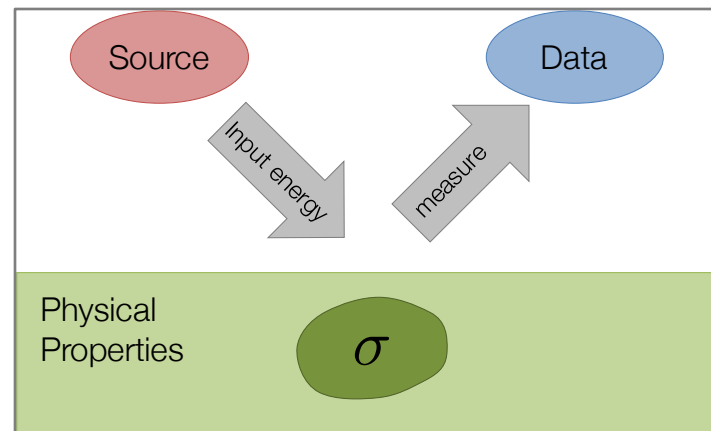 Source
Data
Input energy
measure
Physical
Properties
σ